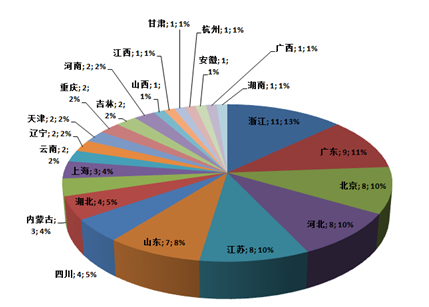 甘肃;1;1%
杭州;1;1%
江西;1;1%
安徽;1;
1%
广西;1;1%
河南;2;2%
山西;1;
1%
湖南;1;1%
重庆;2;
2%
吉林;2;
2%
浙江;11;13%
天津;2;
2%
辽宁;2;2%
广东;9;11%
云南;2;
2%
上海;3;4%
北京;8;10%
湖北;4;5%
河北;8;10%
内蒙古;
3;4%
山东;7;8%
江苏;8;10%
四川;4;5%